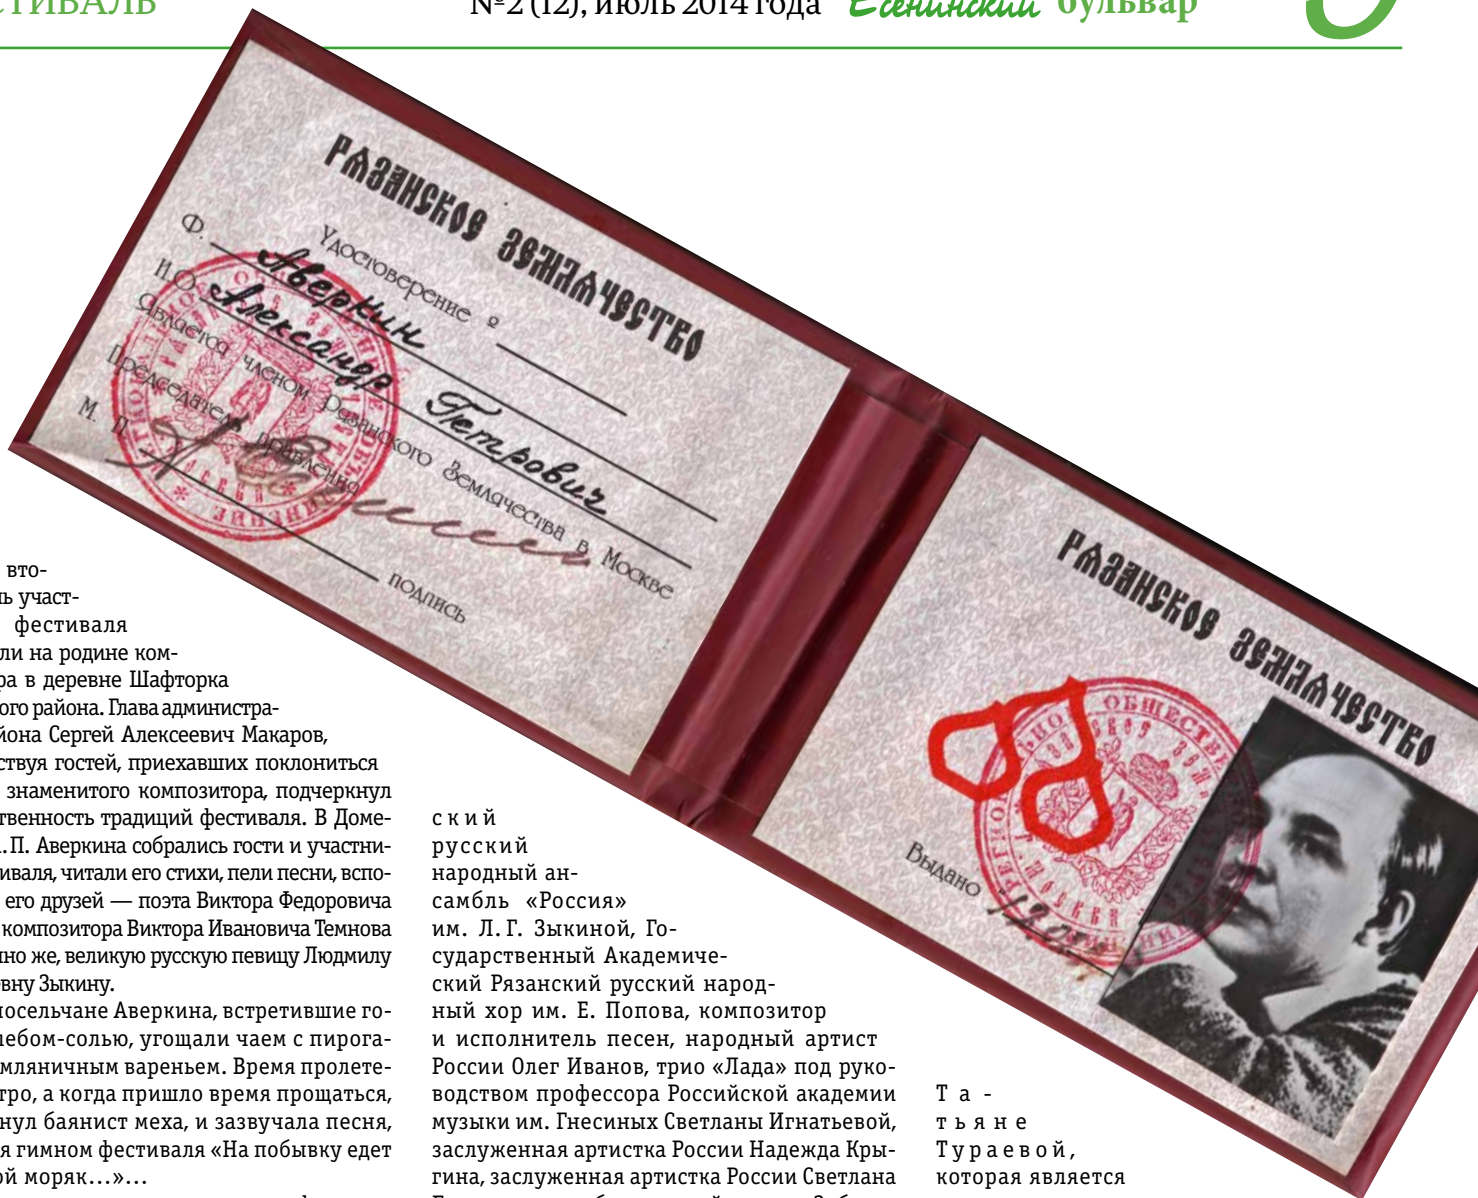 СТИВАЛЬ
№2 (12), июль 2014 года Есенинский бульвар
РЯЗАНСКОЕ ЗЕМЛЯЧЕСТВО
Удостоверение º
Ф. Аверкин
И.О. Александр Петрович
Является членом Рязанского Землячества в Москве
Председатель правления
М. П.
подпись
РЯЗАНСКОЕ ЗЕМЛЯЧЕСТВО
Выдано
вто-
ь участ-
фестиваля
ли на родине ком-
ра в деревне Шафторка
ого района. Глава администра-
йона Сергей Алексеевич Макаров,
ствуя гостей, приехавших поклониться
знаменитого композитора, подчеркнул
твенность традиций фестиваля. В Доме-
.П. Аверкина собрались гости и участни-
иваля, читали его стихи, пели песни, вспо-
его друзей — поэта Виктора Федоровича
композитора Виктора Ивановича Темнова
но же, великую русскую певицу Людмилу
вну Зыкину.
осельчане Аверкина, встретившие го-
лебом-солью, угощали чаем с пирога-
мляничным вареньем. Время пролете-
тро, а когда пришло время прощаться,
нул баянист меха, и зазвучала песня,
я гимном фестиваля «На побывку едет
ой моряк…»…
ский
русский
народный ан-
самбль «Россия»
им. Л. Г. Зыкиной, Го-
сударственный Академиче-
ский Рязанский русский народ-
ный хор им. Е. Попова, композитор
и исполнитель песен, народный артист
России Олег Иванов, трио «Лада» под руко-
водством профессора Российской академии
музыки им. Гнесиных Светланы Игнатьевой,
заслуженная артистка России Надежда Кры-
гина, заслуженная артистка России Светлана
Та-
тьяне
Тураевой,
которая является